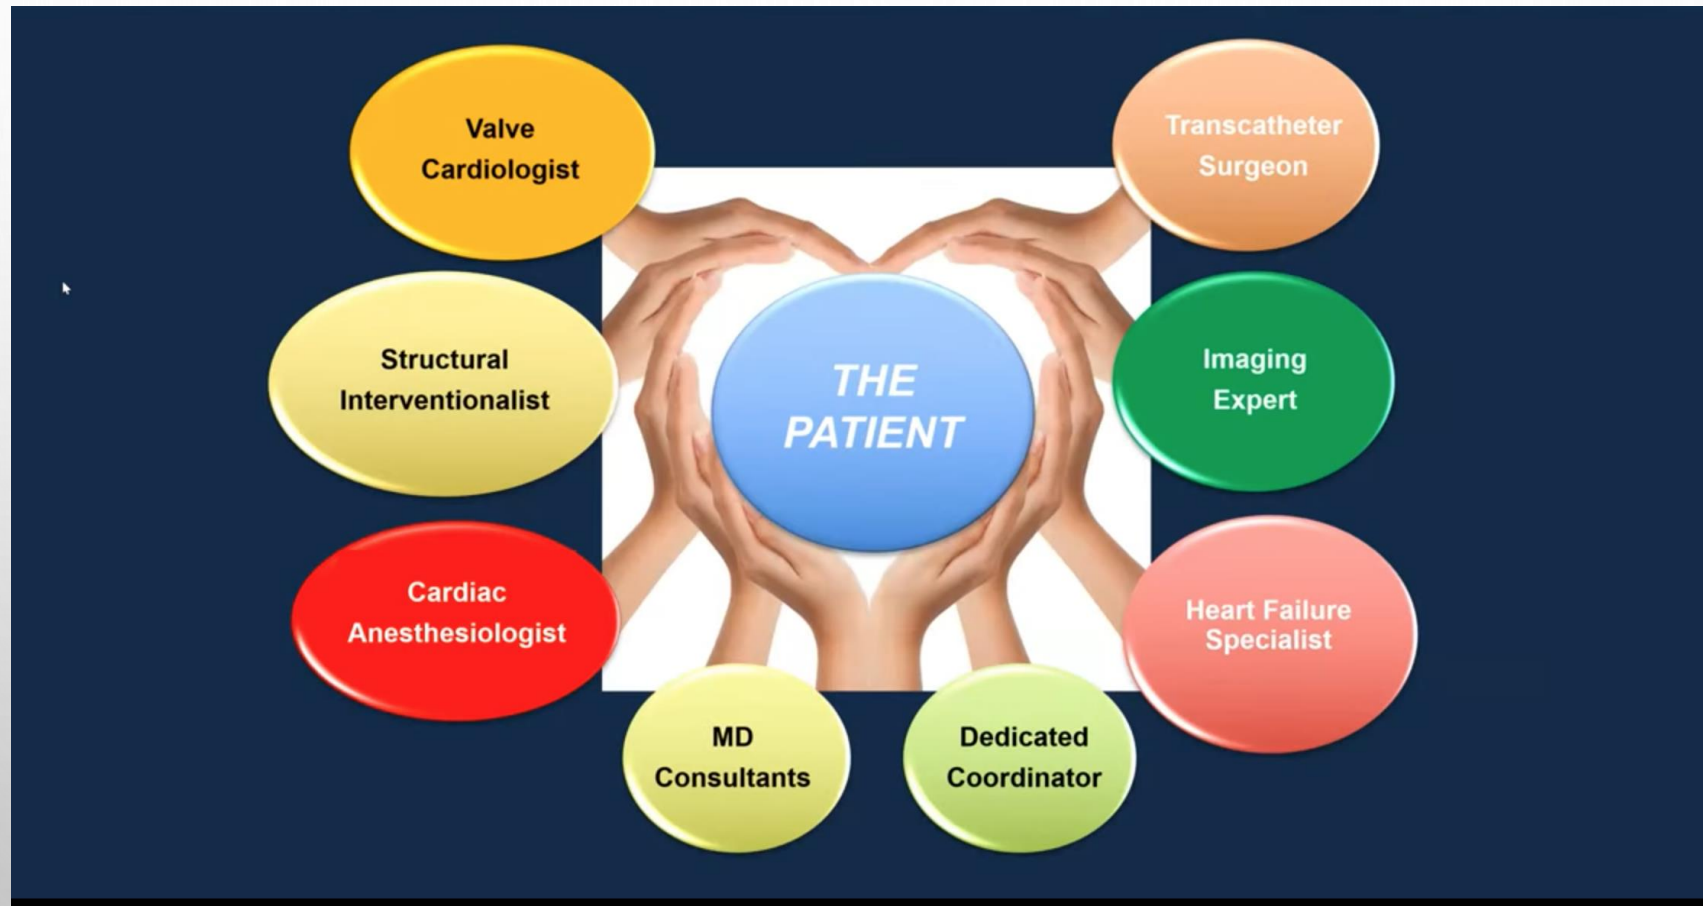 Valve
Cardiologist
Transcatheter
Surgeon
Structural
Interventionalist
THE
PATIENT
Imaging
Expert
Cardiac
Anesthesiologist
Heart Failure
Specialist
MD
Consultants
Dedicated
Coordinator